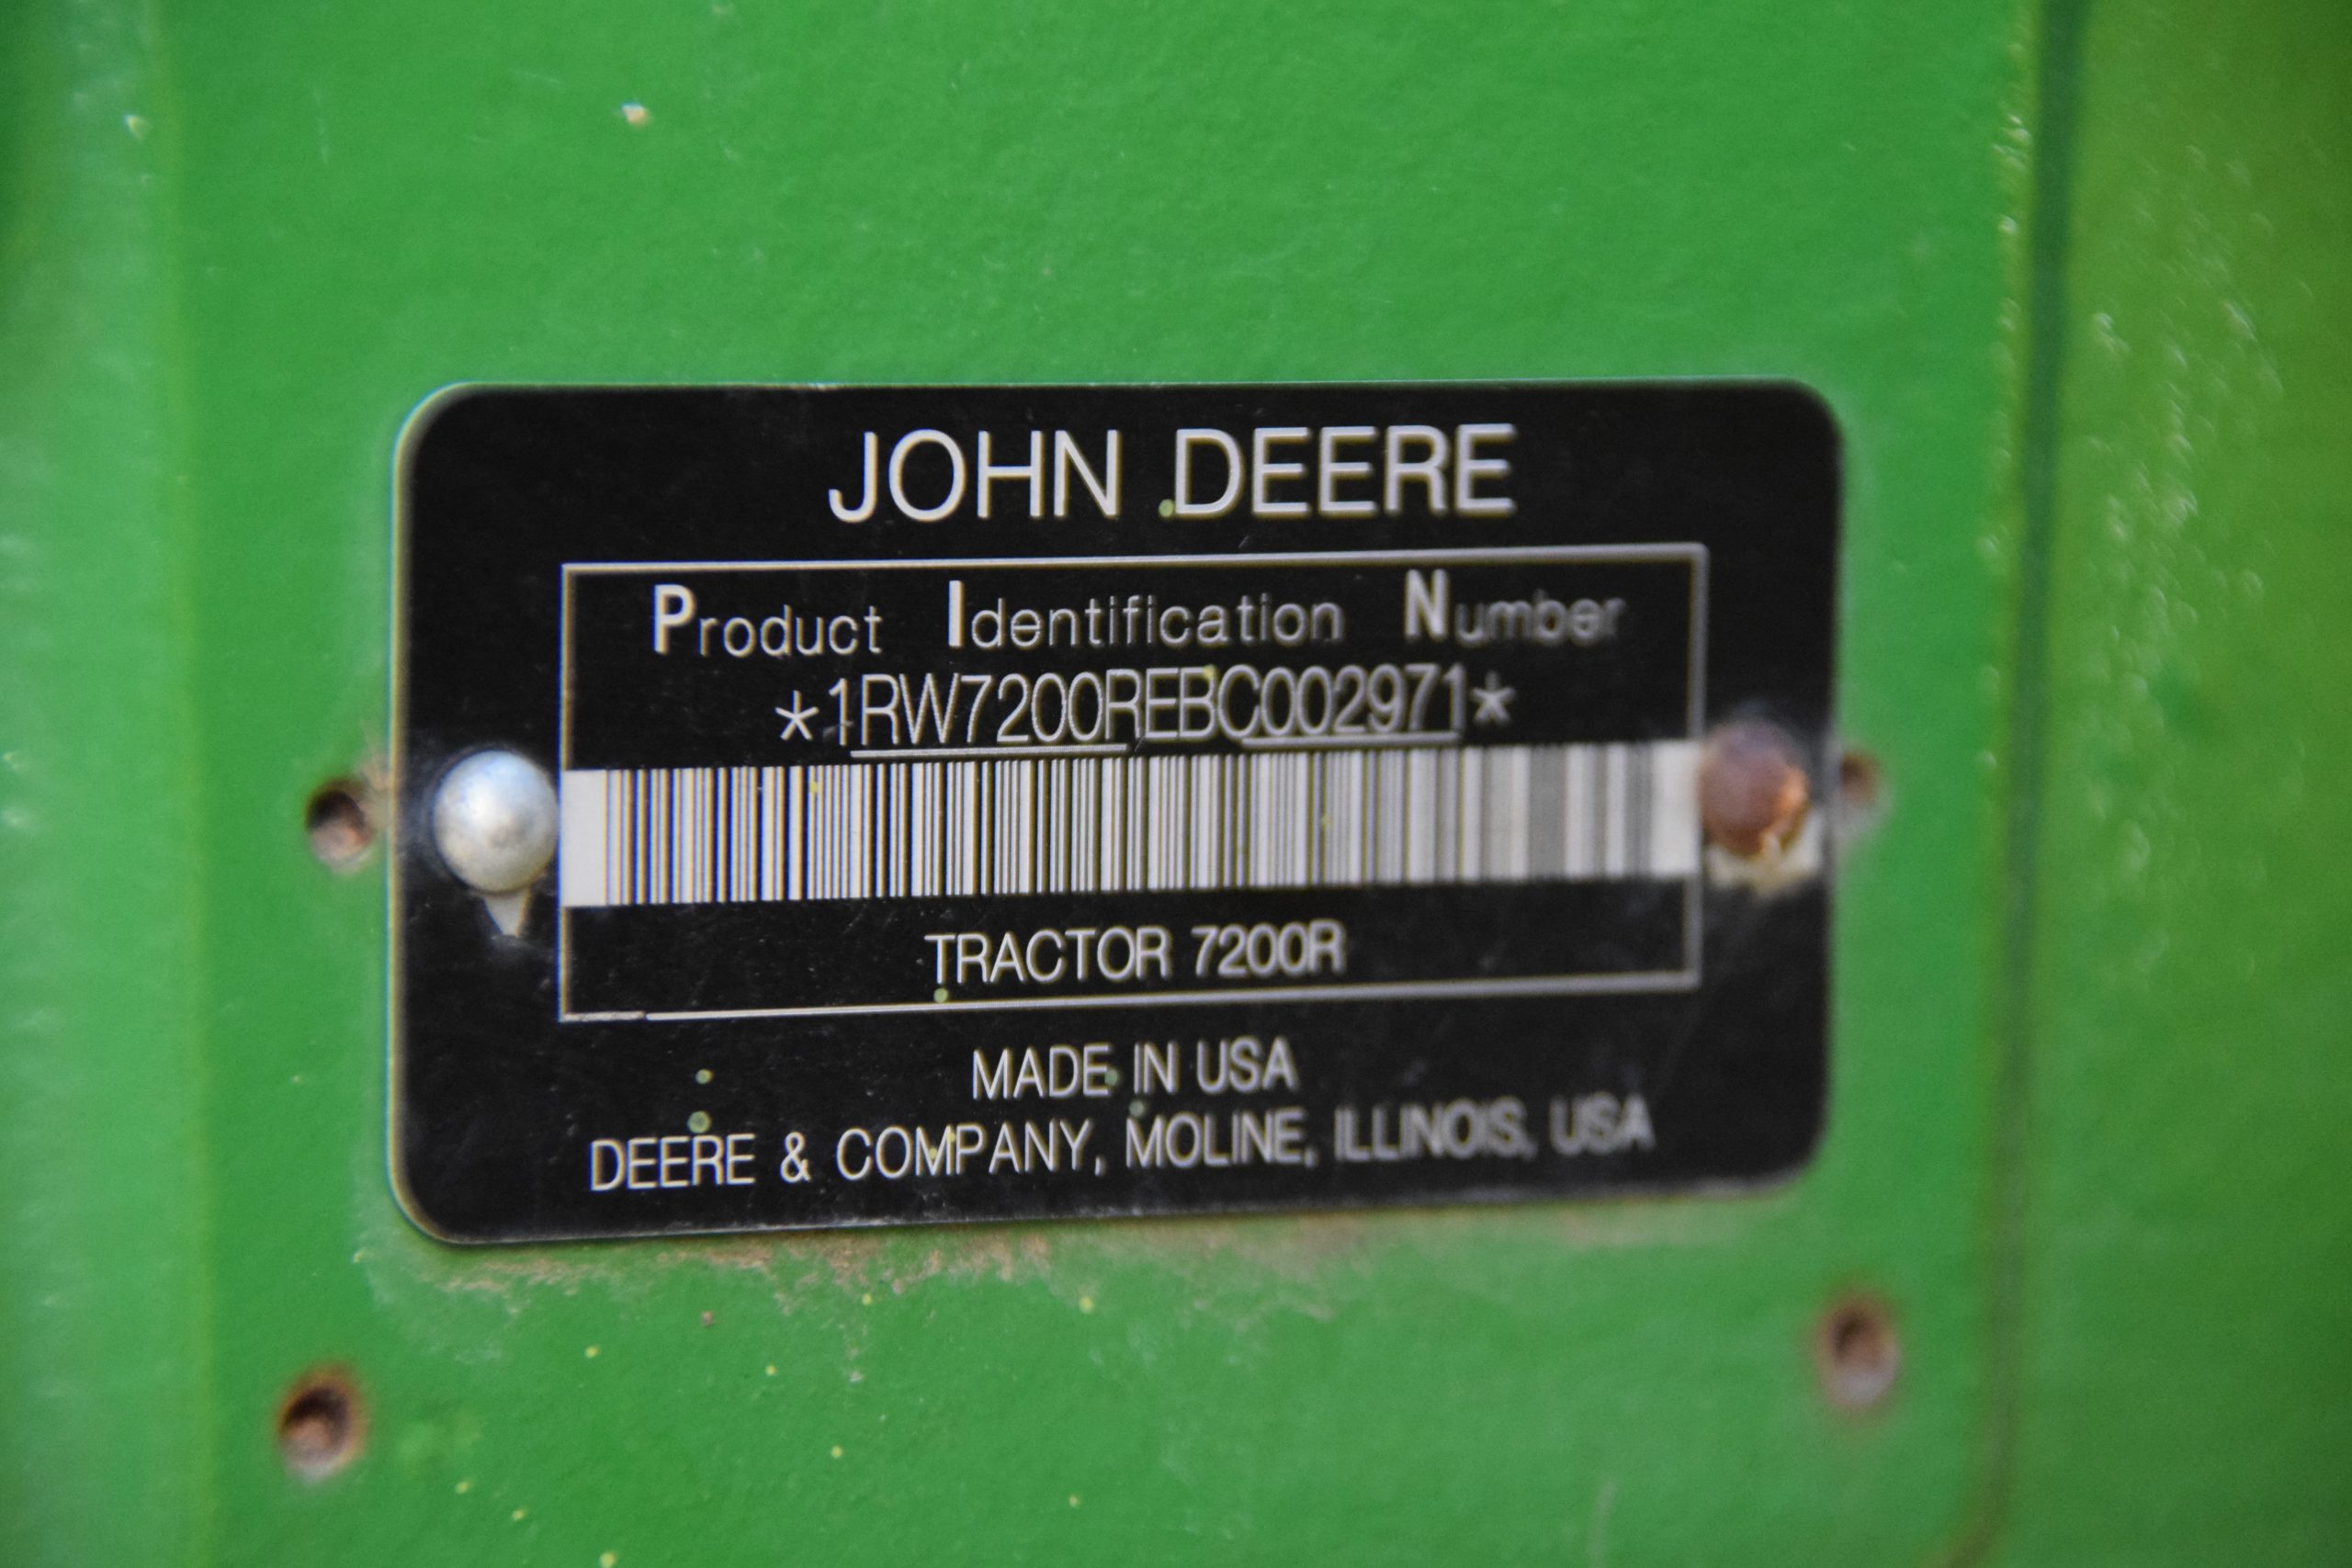 JOHN DEERE
Product Identification Number
*1RW7200REBC002971*
TRACTOR 7200R
MADE IN USA
DEERE & COMPANY, MOLINE, ILLINOIS, USA